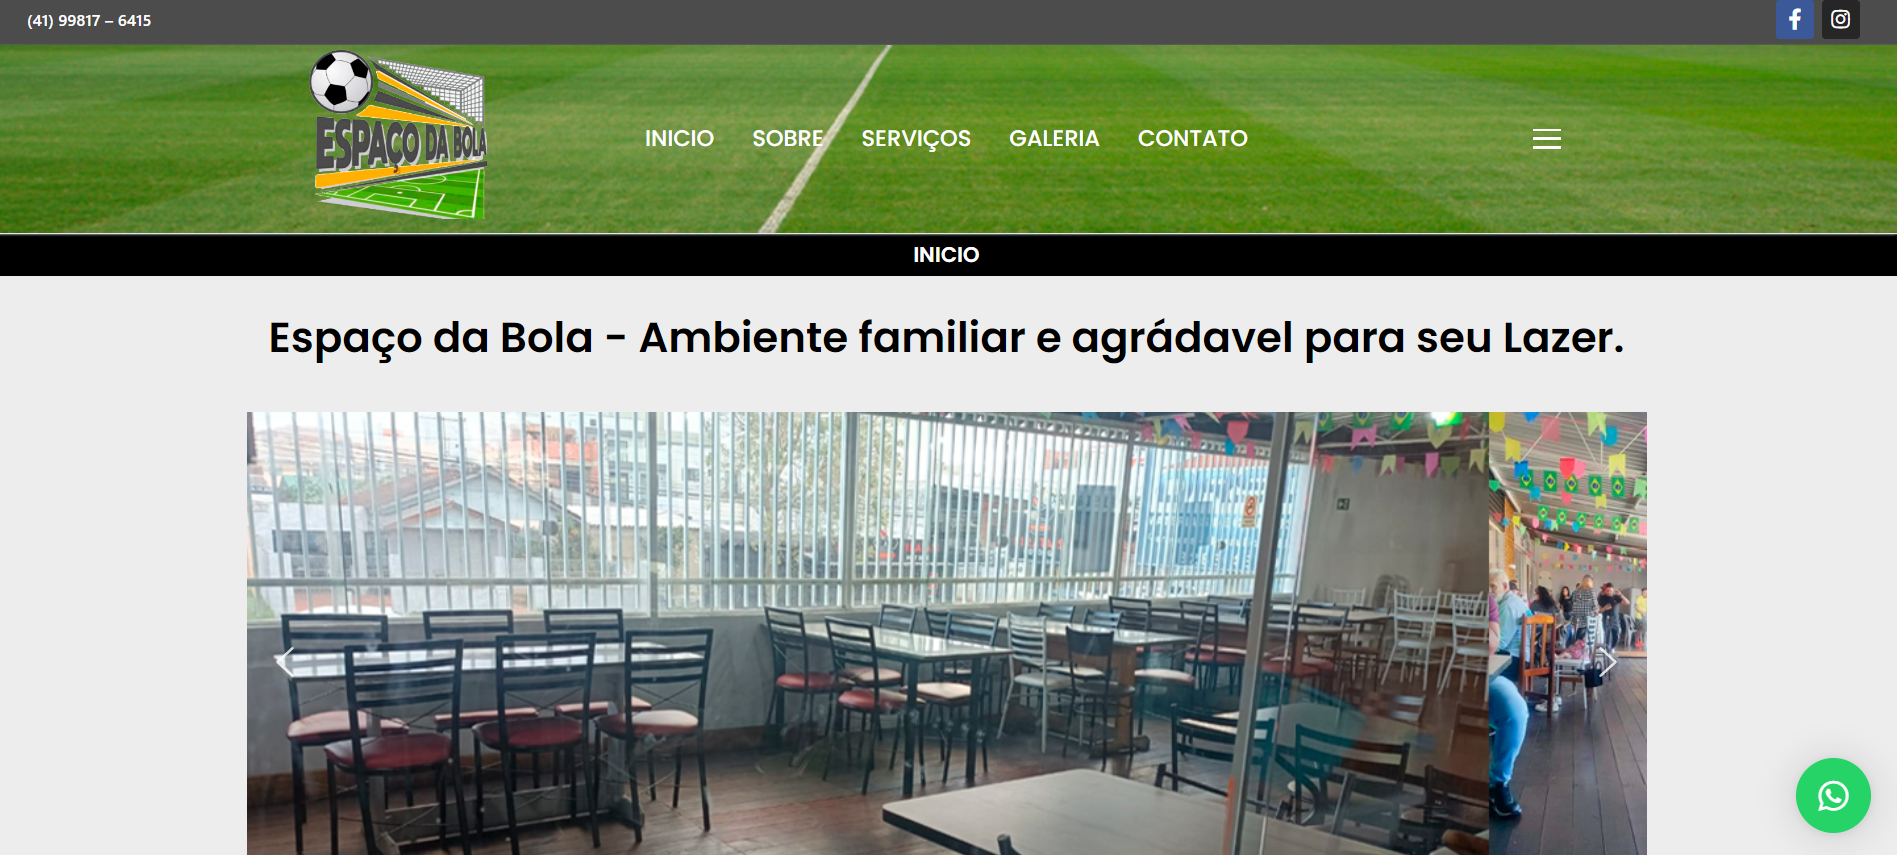 (41) 99817 – 6415
ESPAÇO DA BOLA
INICIO SOBRE SERVIÇOS GALERIA CONTATO
INICIO
Espaço da Bola - Ambiente familiar e agrádavel para seu Lazer.